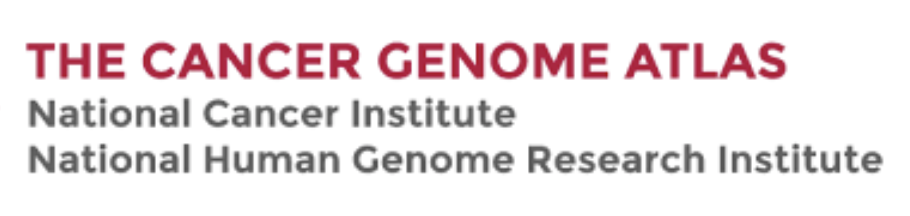 THE CANCER GENOME ATLAS
National Cancer Institute
National Human Genome Research Institute